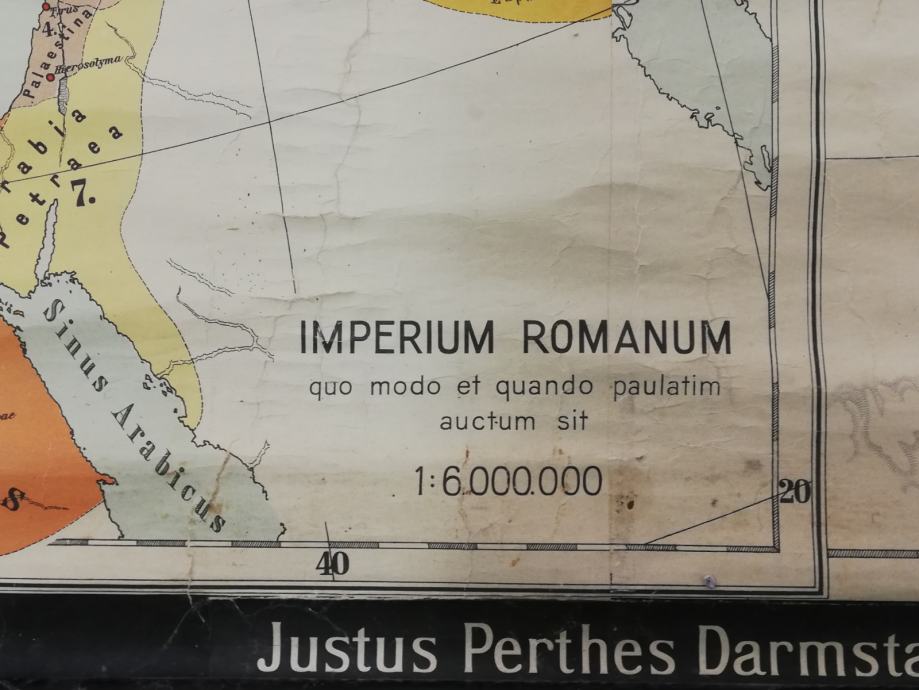 Tyrus
4.
Palaestina
Hierosolyma
Arabia
Petraea
7.
Sinus Arabicus
IMPERIUM ROMANUM
quo modo et quando paulatim
auctum sit
1:6.000.000
20
40
Justus Perthes Darmsta